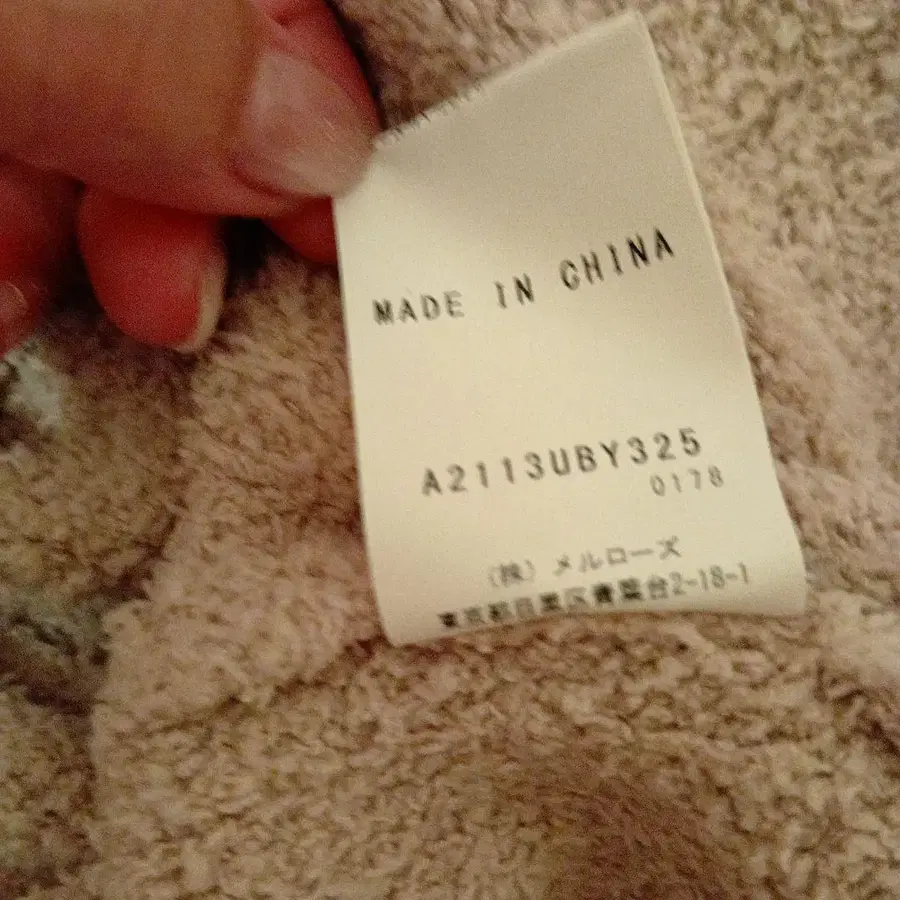 MADE IN CHINA
A2113UBY325
0178
(株) メルローズ
東京都目黒区青葉台2-18-1